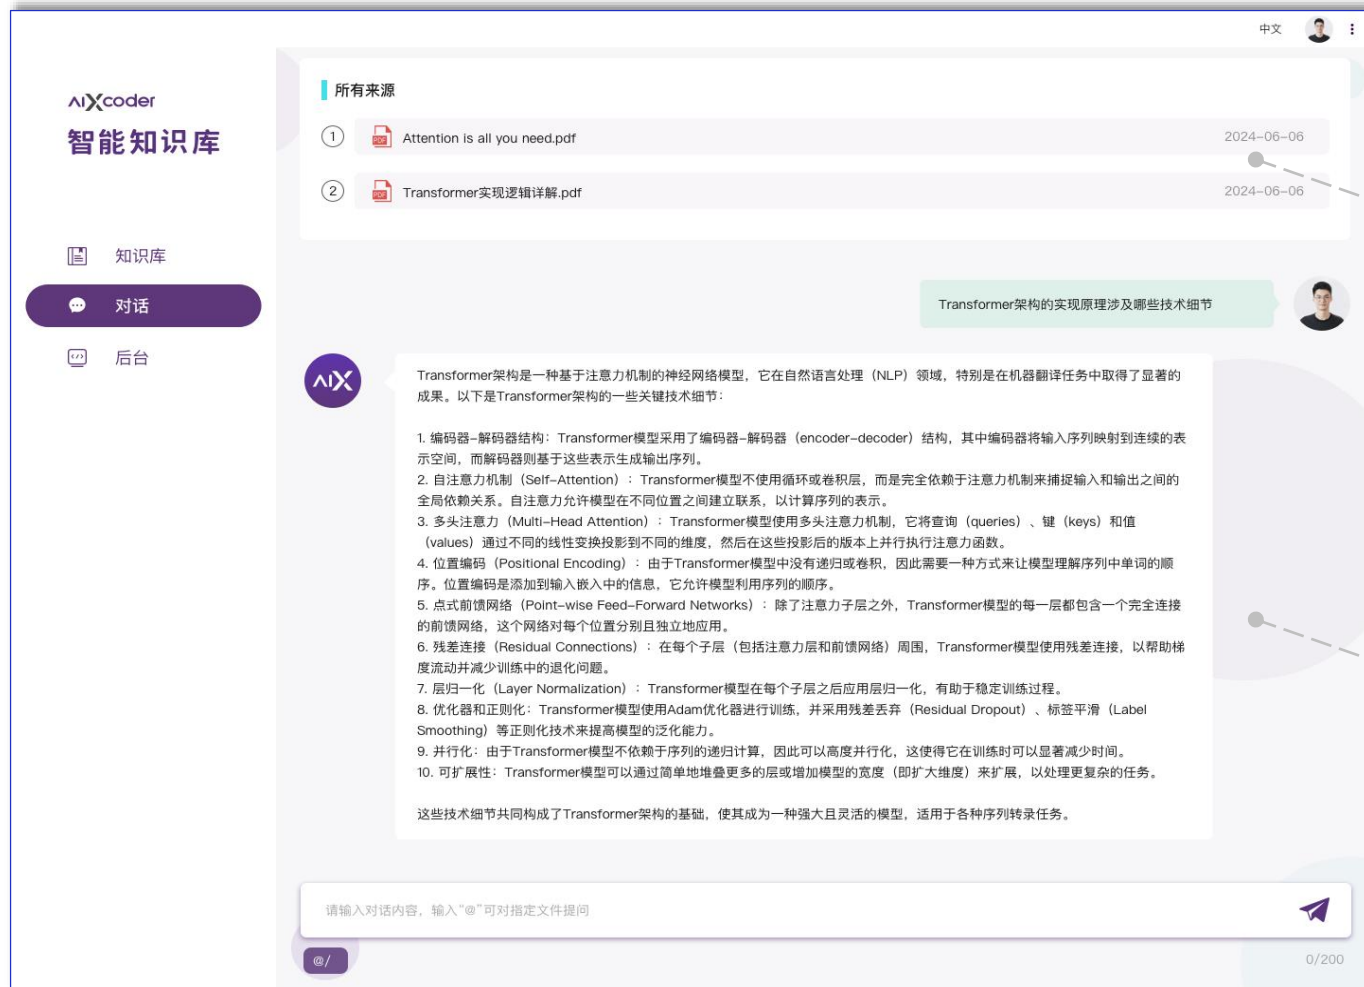 中文
aiXcoder
智能知识库
知识库
对话
后台
所有来源
1 PDF Attention is all you need.pdf 2024-06-06
2 PDF Transformer实现逻辑详解.pdf 2024-06-06
Transformer架构的实现原理涉及哪些技术细节
aiX
Transformer架构是一种基于注意力机制的神经网络模型，它在自然语言处理（NLP）领域，特别是在机器翻译任务中取得了显著的
成果。以下是Transformer架构的一些关键技术细节：
1. 编码器-解码器结构：Transformer模型采用了编码器-解码器（encoder-decoder）结构，其中编码器将输入序列映射到连续的表
示空间，而解码器则基于这些表示生成输出序列。
2. 自注意力机制（Self-Attention）：Transformer模型不使用循环或卷积层，而是完全依赖于注意力机制来捕捉输入和输出之间的
全局依赖关系。自注意力允许模型在不同位置之间建立联系，以计算序列的表示。
3. 多头注意力（Multi-Head Attention）：Transformer模型使用多头注意力机制，它将查询（queries）、键（keys）和值
（values）通过不同的线性变换投影到不同的维度，然后在这些投影后的版本上并行执行注意力函数。
4. 位置编码（Positional Encoding）：由于Transformer模型中没有递归或卷积，因此需要一种方式来让模型理解序列中单词的顺
序。位置编码是添加到输入嵌入中的信息，它允许模型利用序列的顺序。
5. 点式前馈网络（Point-wise Feed-Forward Networks）：除了注意力子层之外，Transformer模型的每一层都包含一个完全连接
的前馈网络，这个网络对每个位置分别且独立地应用。
6. 残差连接（Residual Connections）：在每个子层（包括注意力层和前馈网络）周围，Transformer模型使用残差连接，以帮助梯
度流动并减少训练中的退化问题。
7. 层归一化（Layer Normalization）：Transformer模型在每个子层之后应用层归一化，有助于稳定训练过程。
8. 优化器和正则化：Transformer模型使用Adam优化器进行训练，并采用残差丢弃（Residual Dropout）、标签平滑（Label
Smoothing）等正则化技术来提高模型的泛化能力。
9. 并行化：由于Transformer模型不依赖于序列的递归计算，因此可以高度并行化，这使得它在训练时可以显著减少时间。
10. 可扩展性：Transformer模型可以通过简单地堆叠更多的层或增加模型的宽度（即扩大维度）来扩展，以处理更复杂的任务。
这些技术细节共同构成了Transformer架构的基础，使其成为一种强大且灵活的模型，适用于各种序列转录任务。
请输入对话内容，输入“@”可对指定文件提问
@/
0/200